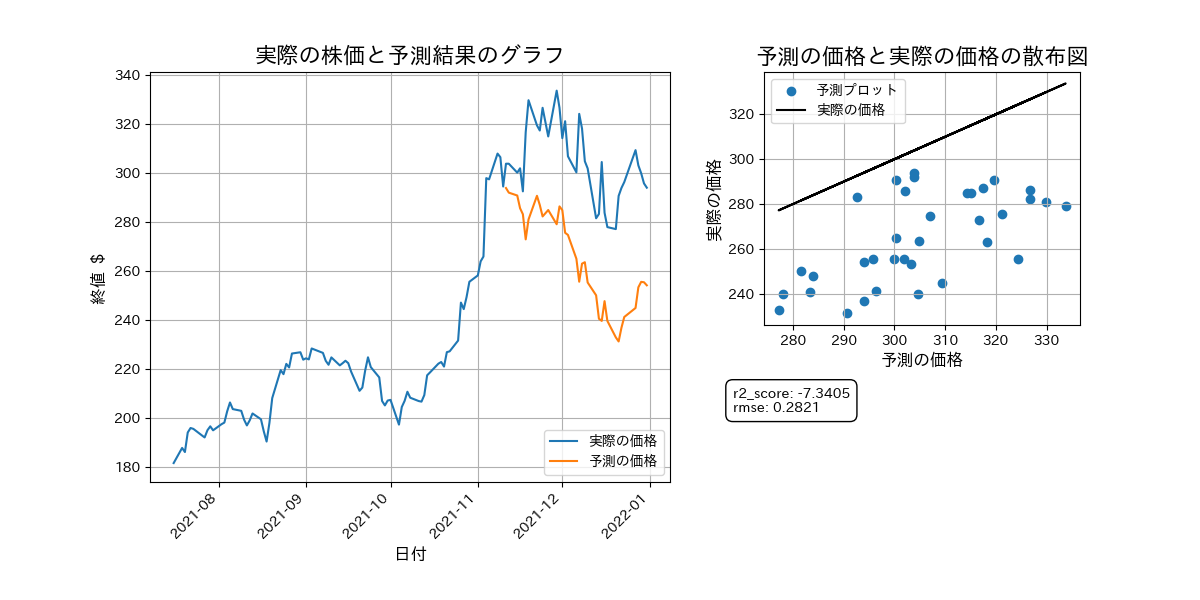 実際の株価と予測結果のグラフ
340
320
300
280
260
240
220
200
180
終値 $
2021-08
2021-09
2021-10
2021-11
2021-12
2022-01
日付
実際の価格
予測の価格
予測の価格と実際の価格の散布図
予測プロット
実際の価格
320
300
280
260
240
実際の価格
280
290
300
310
320
330
予測の価格
r2_score: -7.3405
rmse: 0.2821